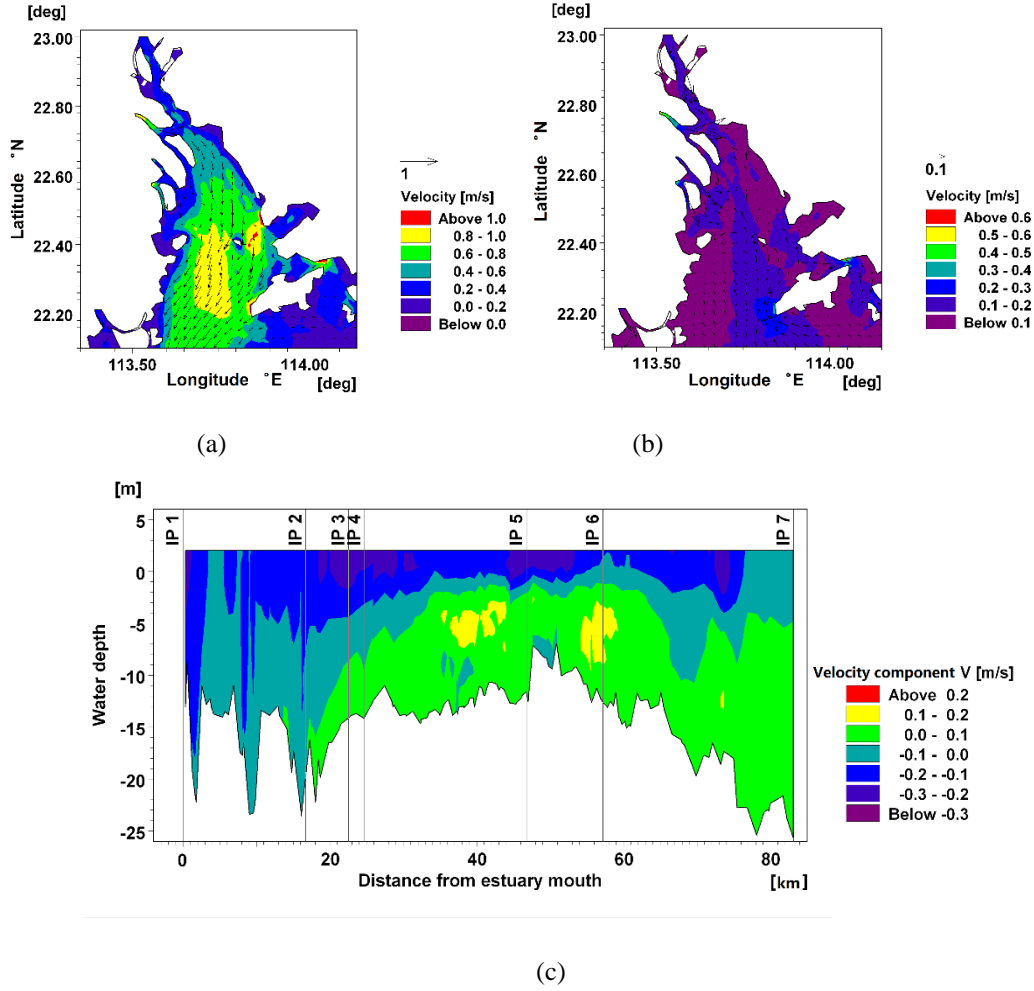 [deg]
23.00
22.80
22.60
22.40
22.20
Latitude °N
113.50
114.00
Longitude °E
[deg]
1
Velocity [m/s]
Above 1.0
0.8 - 1.0
0.6 - 0.8
0.4 - 0.6
0.2 - 0.4
0.0 - 0.2
Below 0.0
(a)
[deg]
23.00
22.80
22.60
22.40
22.20
Latitude °N
113.50
114.00
Longitude °E
[deg]
0.1
Velocity [m/s]
Above 0.6
0.5 - 0.6
0.4 - 0.5
0.3 - 0.4
0.2 - 0.3
0.1 - 0.2
Below 0.1
(b)
[m]
IP 1
IP 2
IP 3
IP 4
IP 5
IP 6
IP 7
5
0
-5
-10
-15
-20
-25
Water depth
0
20
40
60
80
Distance from estuary mouth
[km]
Velocity component V [m/s]
Above 0.2
0.1 - 0.2
0.0 - 0.1
-0.1 - 0.0
-0.2 - -0.1
-0.3 - -0.2
Below -0.3
(c)